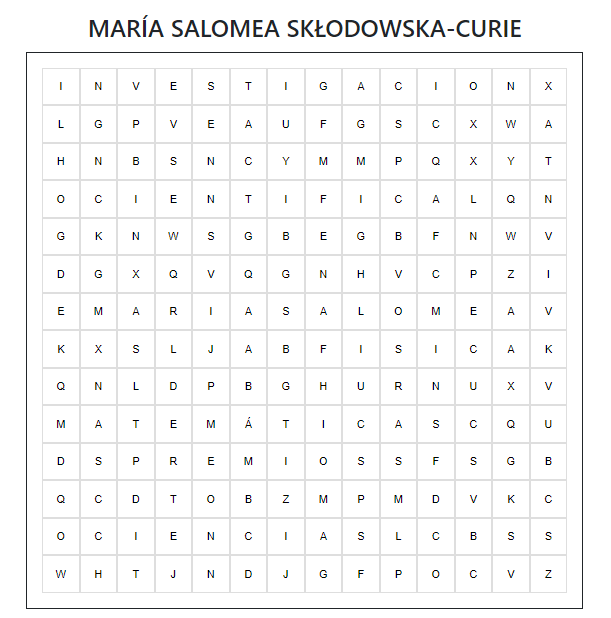 MARÍA SALOMEA SKŁODOWSKA-CURIE
I N V E S T I G A C I O N X
L G P V E A U F G S C X W A
H N B S N C Y M M P Q X Y T
O C I E N T I F I C A L Q N
G K N W S G B E G B F N W V
D G X Q V Q G N H V C P Z I
E M A R I A S A L O M E A V
K X S L J A B F I S I C A K
Q N L D P B G H U R N U X V
M A T E M Á T I C A S C Q U
D S P R E M I O S S F S G B
Q C D T O B Z M P M D V K C
O C I E N C I A S L C B S S
W H T J N D J G F P O C V Z